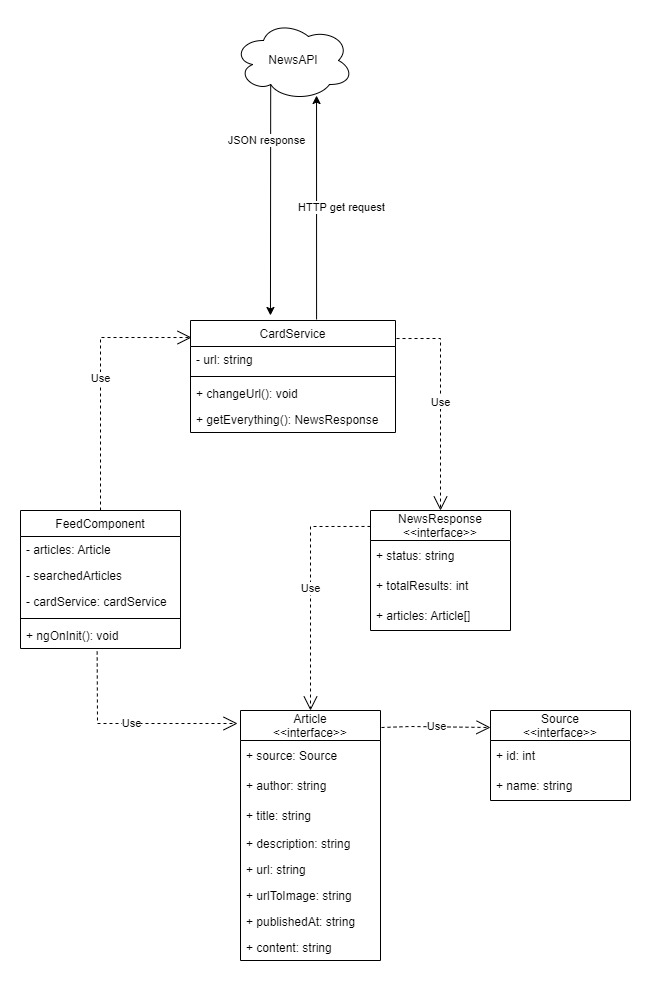 NewsAPI
JSON response
HTTP get request
CardService
- url: string
+ changeUrl(): void
+ getEverything(): NewsResponse
Use
Use
FeedComponent
- articles: Article
- searchedArticles
- cardService: cardService
+ ngOnInit(): void
NewsResponse
<<interface>>
+ status: string
+ totalResults: int
+ articles: Article[]
Use
Use
Article
<<interface>>
+ source: Source
+ author: string
+ title: string
+ description: string
+ url: string
+ urlToImage: string
+ publishedAt: string
+ content: string
Use
Source
<<interface>>
+ id: int
+ name: string